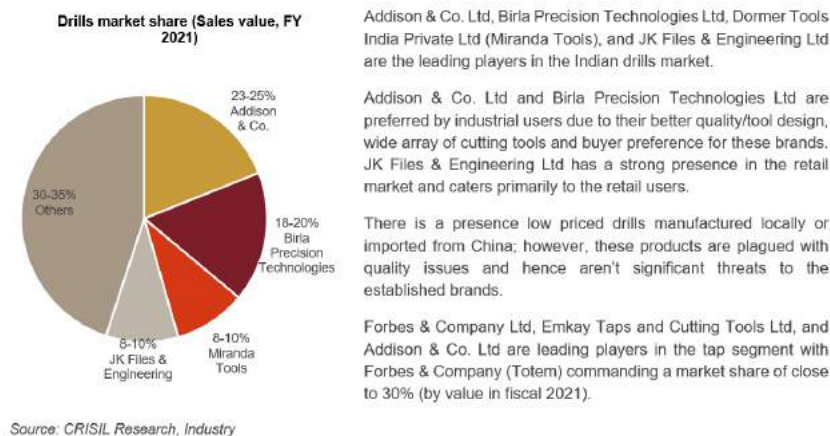 Drills market share (Sales value, FY
2021)
23-25%
Addison
& Co.
18-20%
Birla
Precision
Technologies
8-10%
Miranda
Tools
8-10%
JK Files &
Engineering
30-35%
Others
Source: CRISIL Research, Industry
Addison & Co. Ltd, Birla Precision Technologies Ltd, Dormer Tools
India Private Ltd (Miranda Tools), and JK Files & Engineering Ltd
are the leading players in the Indian drills market.
Addison & Co. Ltd and Birla Precision Technologies Ltd are
preferred by industrial users due to their better quality/tool design,
wide array of cutting tools and buyer preference for these brands.
JK Files & Engineering Ltd has a strong presence in the retail
market and caters primarily to the retail users.
There is a presence low priced drills manufactured locally or
imported from China; however, these products are plagued with
quality issues and hence aren't significant threats to the
established brands.
Forbes & Company Ltd, Emkay Taps and Cutting Tools Ltd, and
Addison & Co. Ltd are leading players in the tap segment with
Forbes & Company (Totem) commanding a market share of close
to 30% (by value in fiscal 2021).